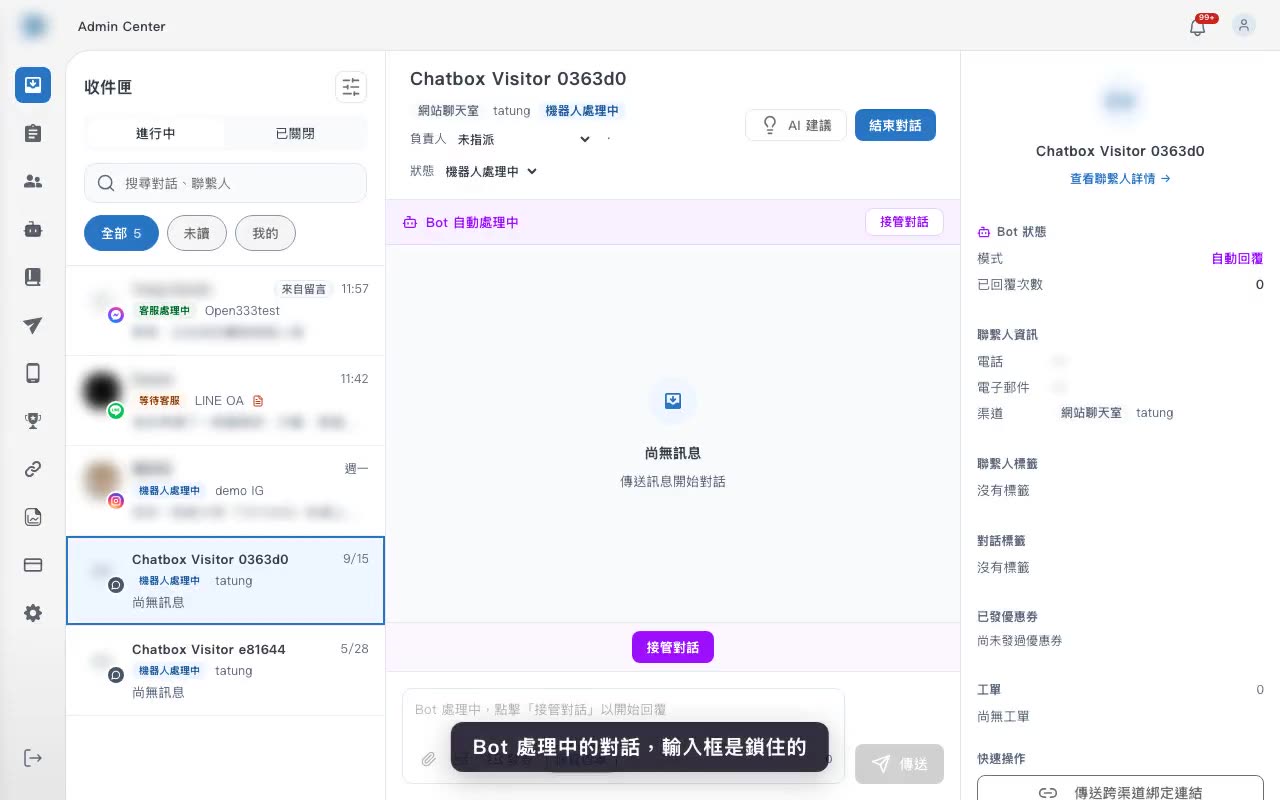 Admin Center
99+
收件匣
進行中
已關閉
搜尋對話、聯繫人
全部 5
未讀
我的
來自留言
11:57
客服處理中
Open333test
11:42
等待客服
LINE OA
週一
機器人處理中
demo IG
Chatbox Visitor 0363d0
9/15
機器人處理中
tatung
尚無訊息
Chatbox Visitor e81644
5/28
機器人處理中
tatung
尚無訊息
Chatbox Visitor 0363d0
網站聊天室 tatung 機器人處理中
負責人 未指派
狀態 機器人處理中
AI 建議
結束對話
Bot 自動處理中
接管對話
尚無訊息
傳送訊息開始對話
接管對話
Bot 處理中，點擊「接管對話」以開始回覆
Bot 處理中的對話，輸入框是鎖住的
傳送
Chatbox Visitor 0363d0
查看聯繫人詳情 →
Bot 狀態
模式
自動回覆
已回覆次數
0
聯繫人資訊
電話
電子郵件
渠道
網站聊天室 tatung
聯繫人標籤
沒有標籤
對話標籤
沒有標籤
已發優惠券
尚未發過優惠券
工單
0
尚無工單
快速操作
傳送跨渠道綁定連結